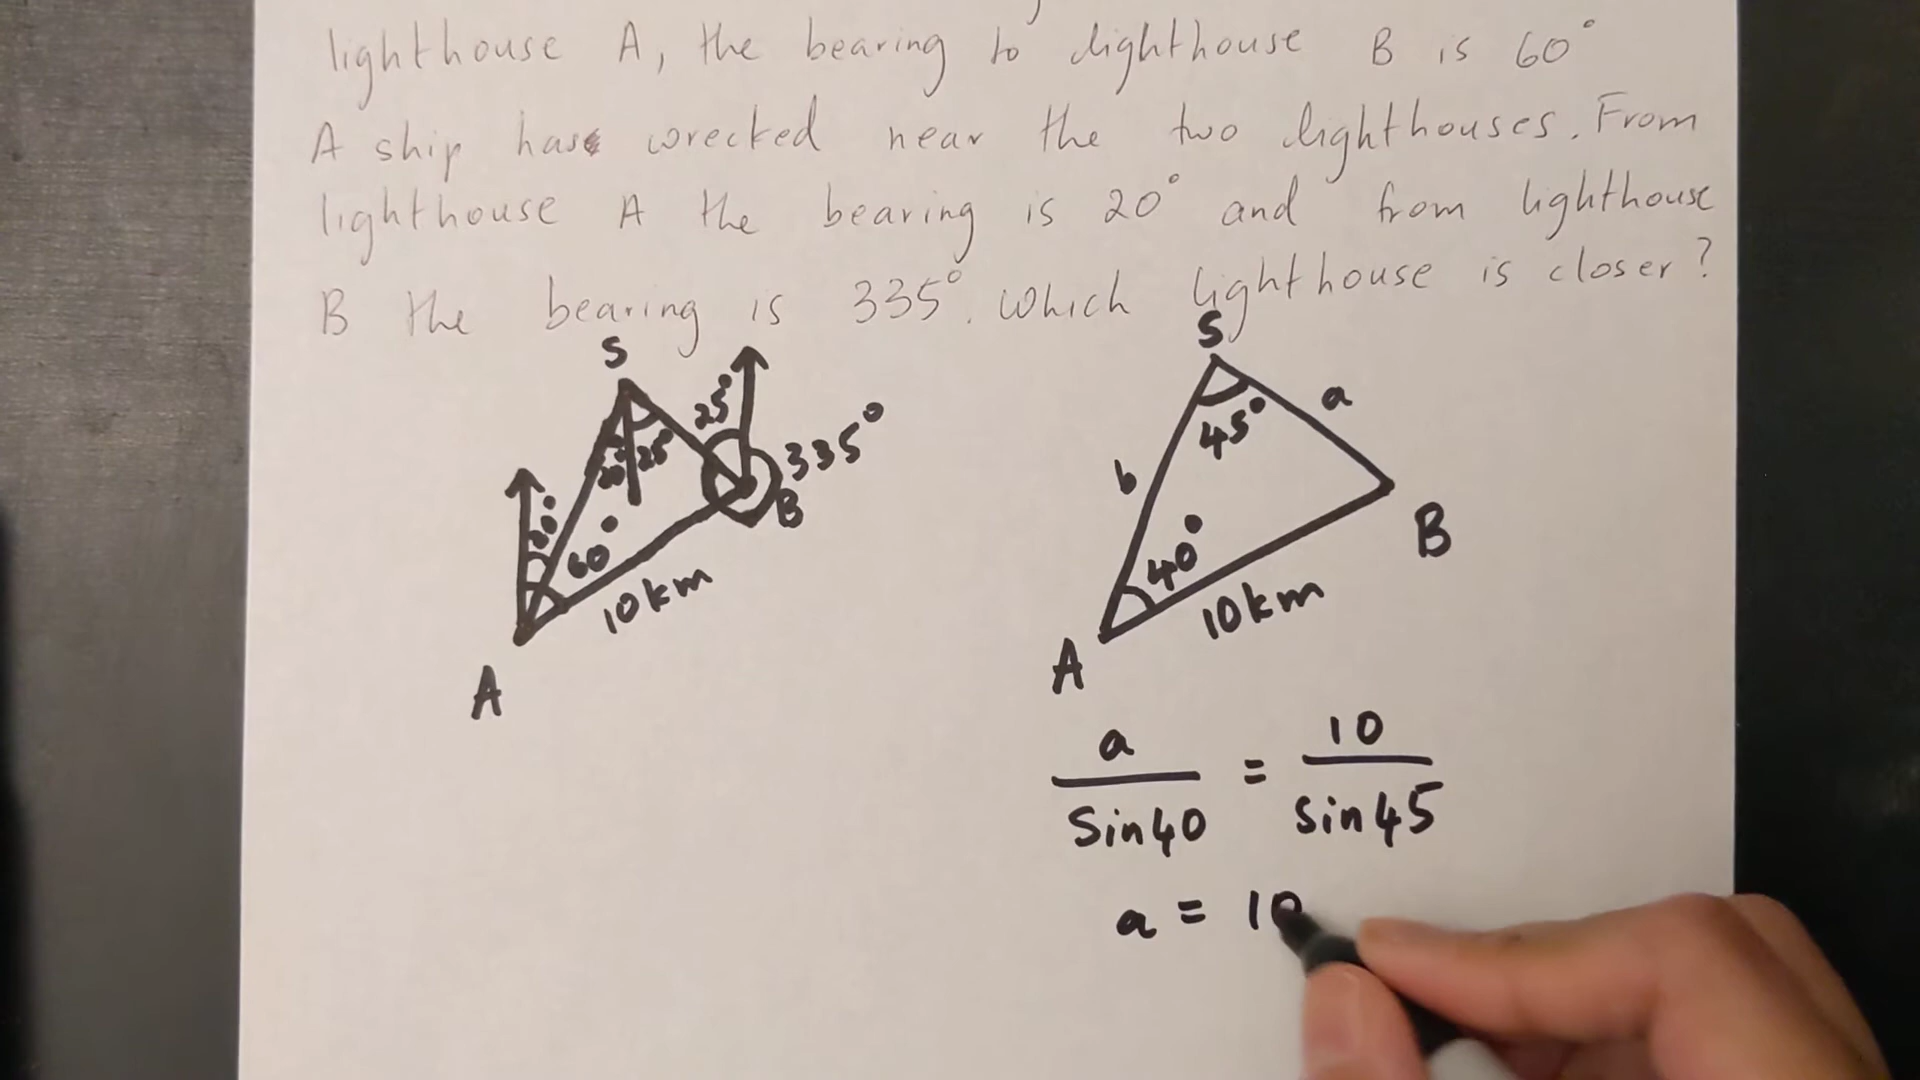 lighthouse A, the bearing to lighthouse B is 60°
A ship has wrecked near the two lighthouses. From
lighthouse A the bearing is 20° and from lighthouse
B the bearing is 335°. Which lighthouse is closer?
S
25°
335°
20° 25°
20°
60°
B
10km
A
S
a
45°
b
40°
B
10km
A
a/Sin40 = 10/sin45
a = 10